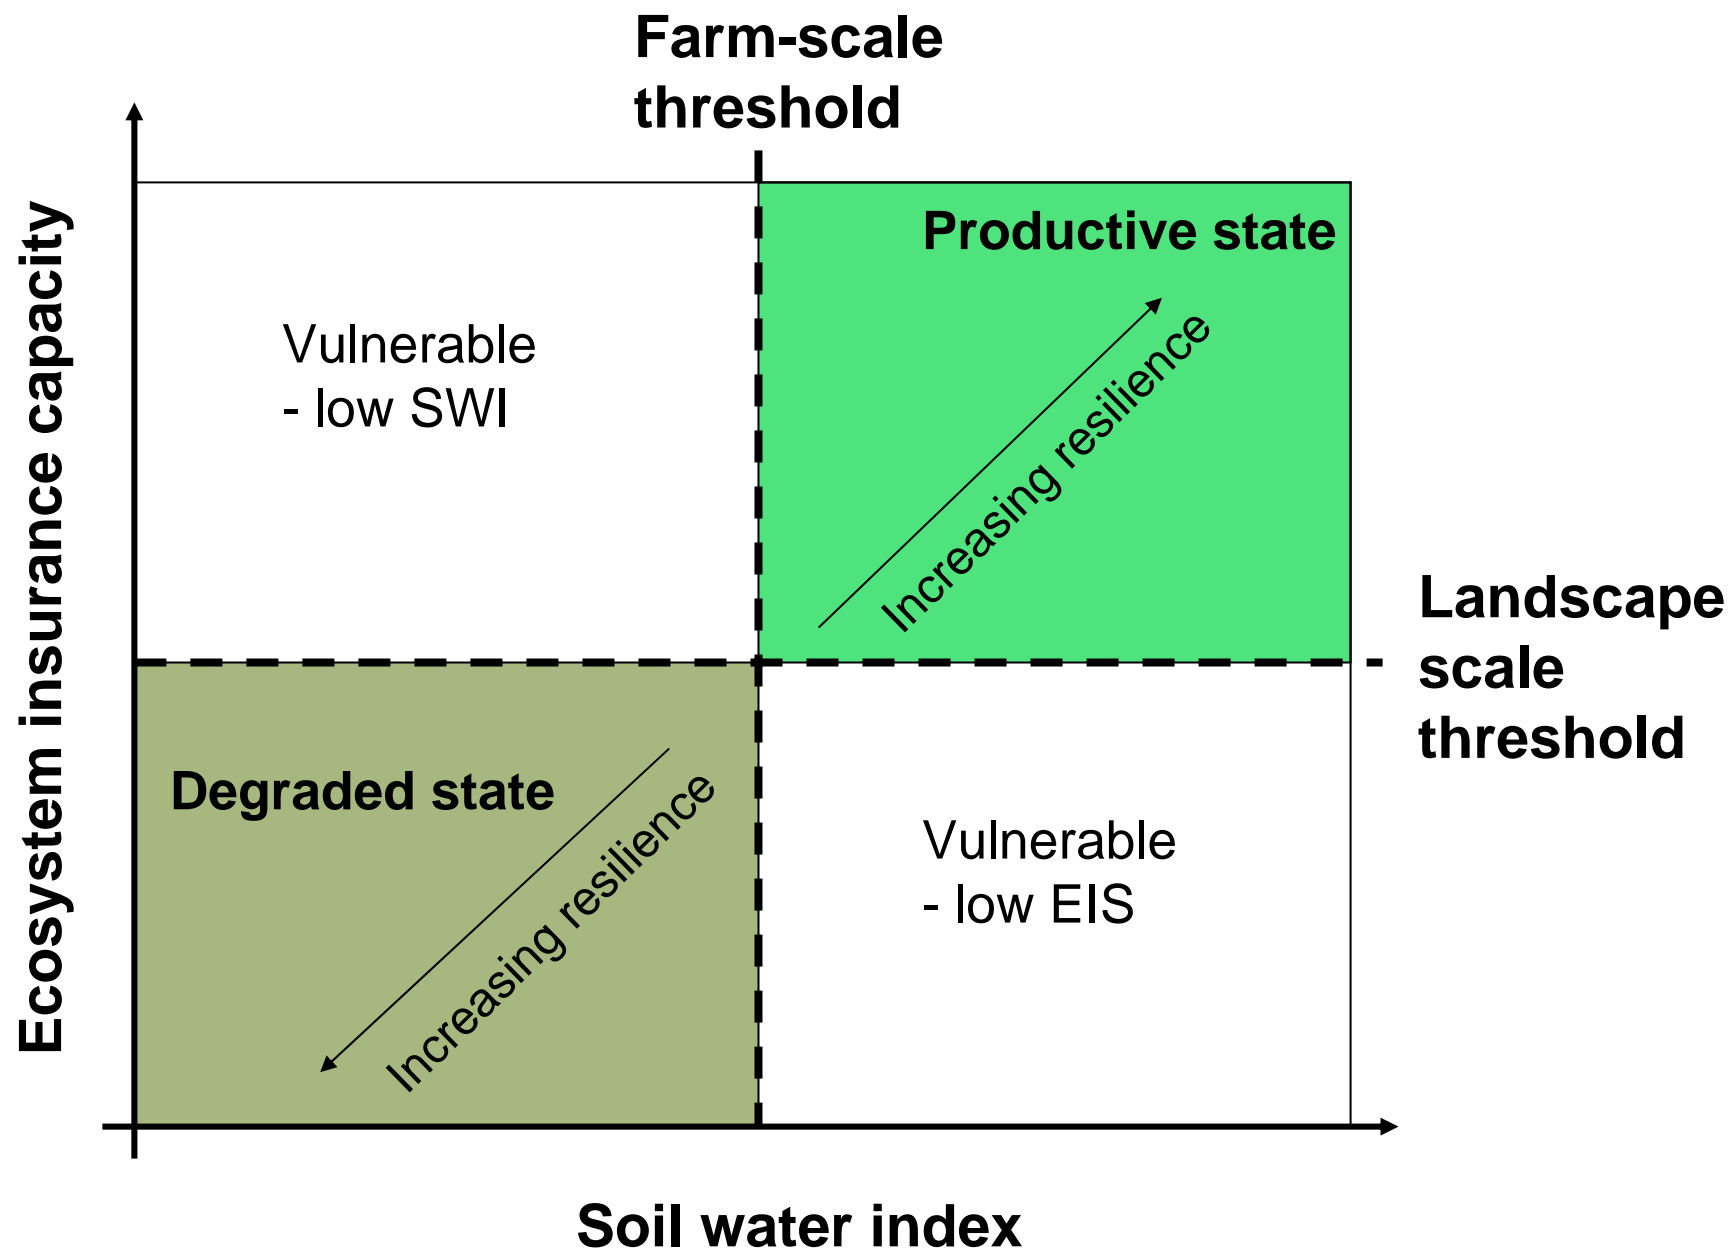 Farm-scale
threshold
Productive state
Vulnerable
- low SWI
Increasing resilience
Ecosystem insurance capacity
Landscape
scale
threshold
Degraded state
Increasing resilience
Vulnerable
- low EIS
Soil water index